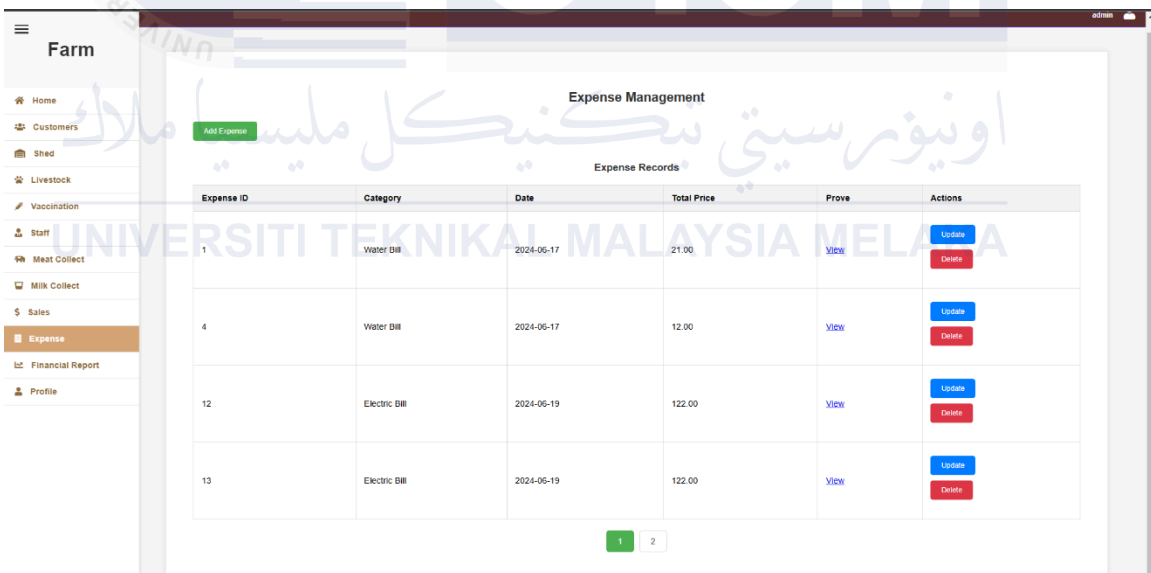 admin
Farm
Home
Customers
Shed
Livestock
Vaccination
Staff
Meat Collect
Milk Collect
$ Sales
Expense
Financial Report
Profile
Expense Management
Add Expense
Expense Records
Expense ID Category Date Total Price Prove Actions
1 Water Bill 2024-06-17 21.00 View Update
Delete
4 Water Bill 2024-06-17 12.00 View Update
Delete
12 Electric Bill 2024-06-19 122.00 View Update
Delete
13 Electric Bill 2024-06-19 122.00 View Update
Delete
1 2
اونيۏرسيتي تيكنيكل مليسيا ملاك
UNIVERSITI TEKNIKAL MALAYSIA MELAKA